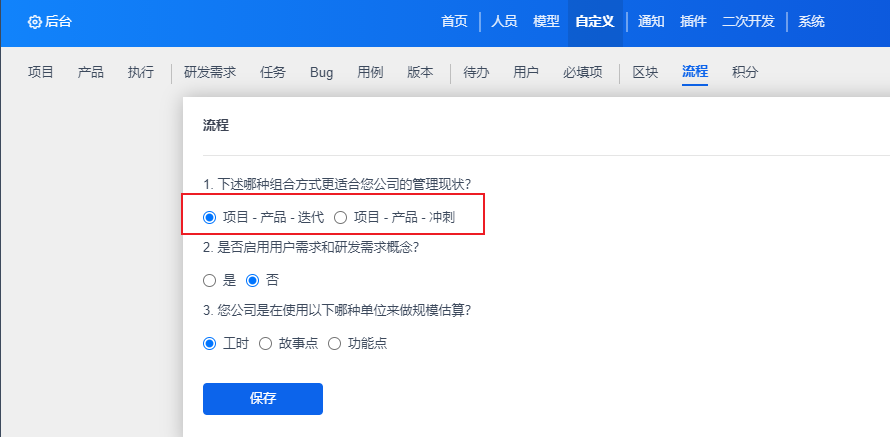 后台 首页 人员 模型 自定义 通知 插件 二次开发 系统
项目 产品 执行 研发需求 任务 Bug 用例 版本 待办 用户 必填项 区块 流程 积分
流程
1. 下述哪种组合方式更适合您公司的管理现状?
项目 - 产品 - 迭代 项目 - 产品 - 冲刺
2. 是否启用用户需求和研发需求概念?
是 否
3. 您公司是在使用以下哪种单位来做规模估算?
工时 故事点 功能点
保存